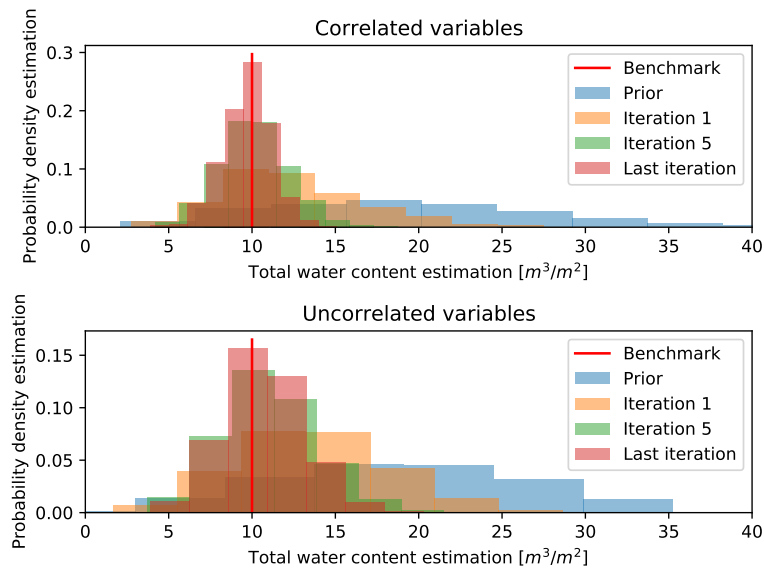 Correlated variables
Probability density estimation
0.3
0.2
0.1
0.0
Benchmark
Prior
Iteration 1
Iteration 5
Last iteration
0 5 10 15 20 25 30 35 40
Total water content estimation [m³/m²]
Uncorrelated variables
Probability density estimation
0.15
0.10
0.05
0.00
Benchmark
Prior
Iteration 1
Iteration 5
Last iteration
0 5 10 15 20 25 30 35 40
Total water content estimation [m³/m²]